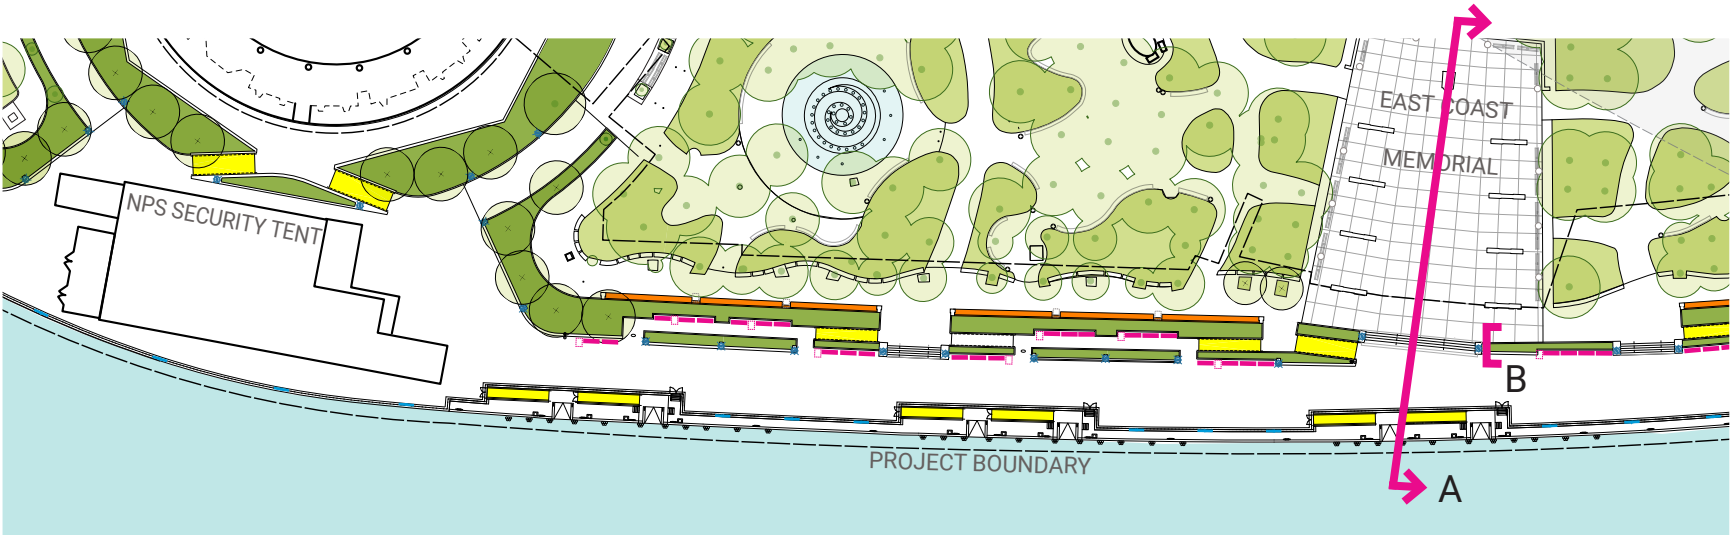 EAST COAST
MEMORIAL
NPS SECURITY TENT
B
PROJECT BOUNDARY
A